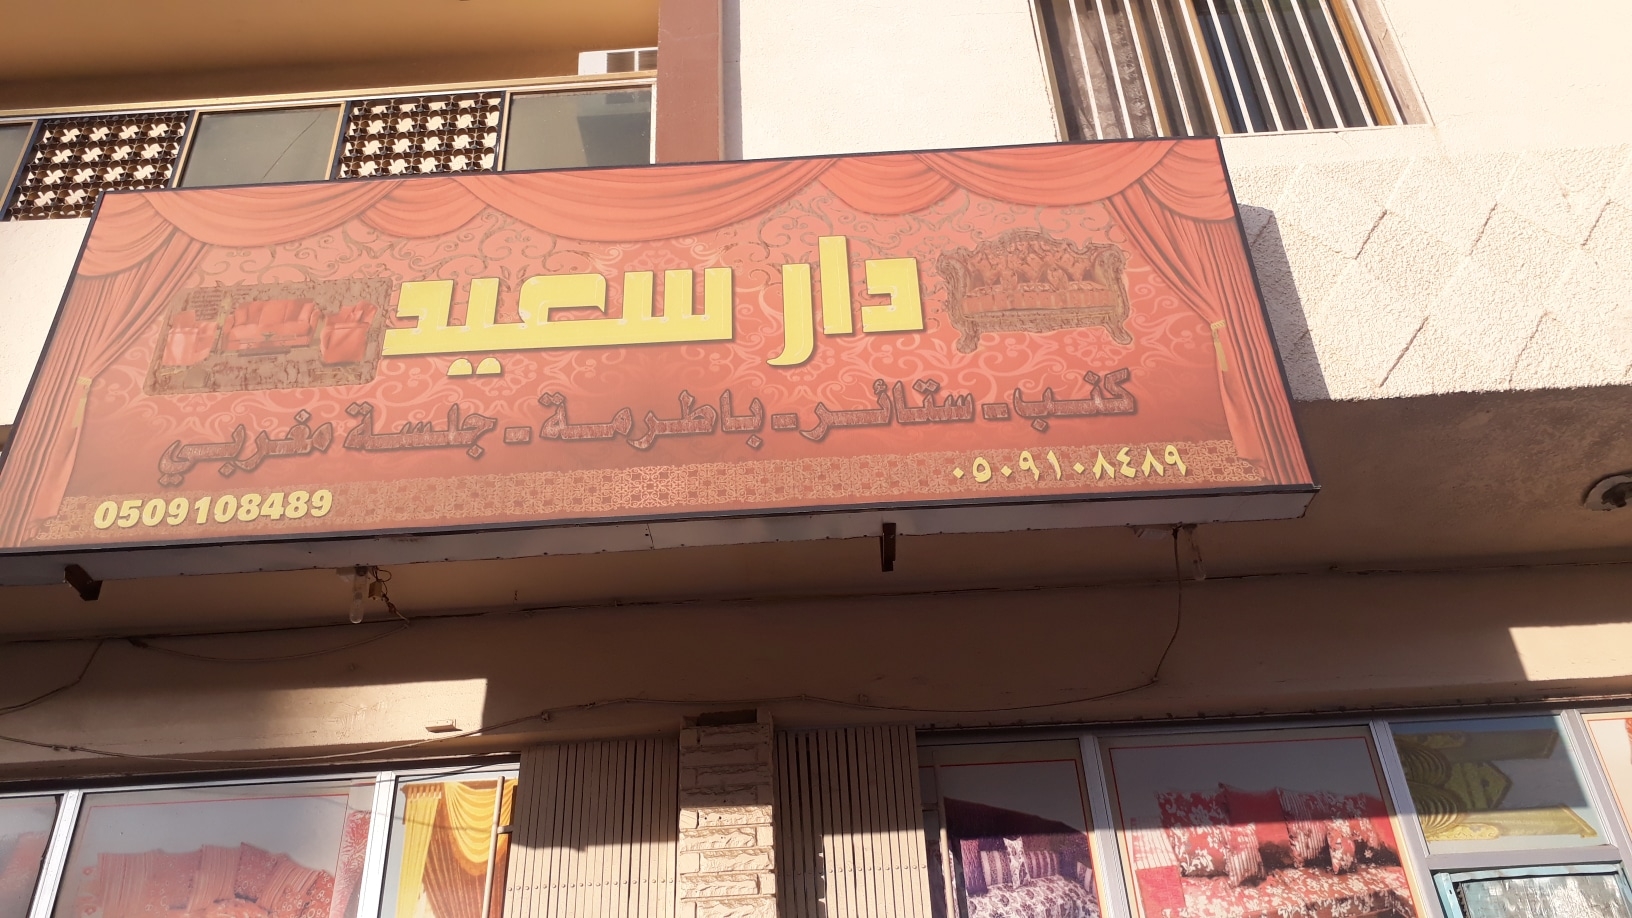 دار سعيد
كنب - ستائر - باطرمة - جلسة مغربي
0509108489
٠٥٠٩١٠٨٤٨٩